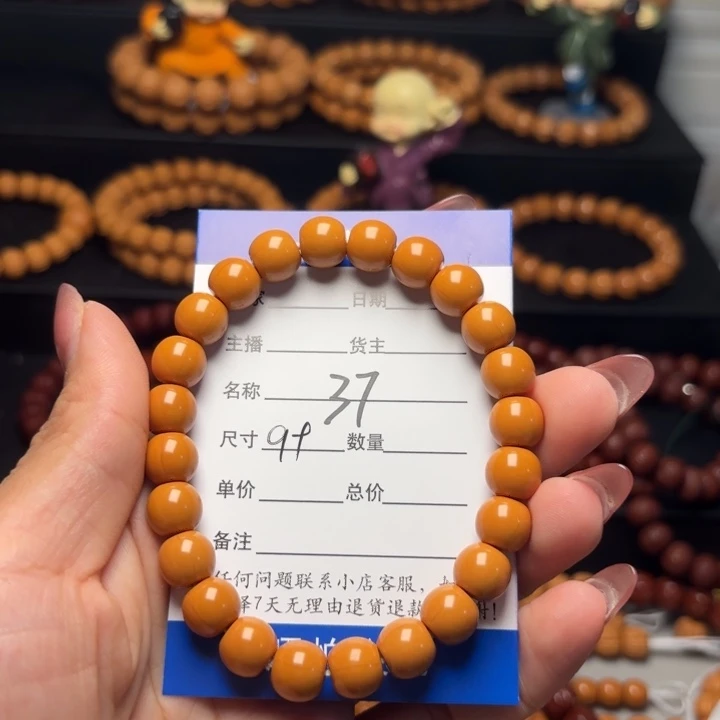 家 日期
主播 货主
名称 37
尺寸 9+ 数量
单价 总价
备注
任何问题联系小店客服,
择7天无理由退货退款 !